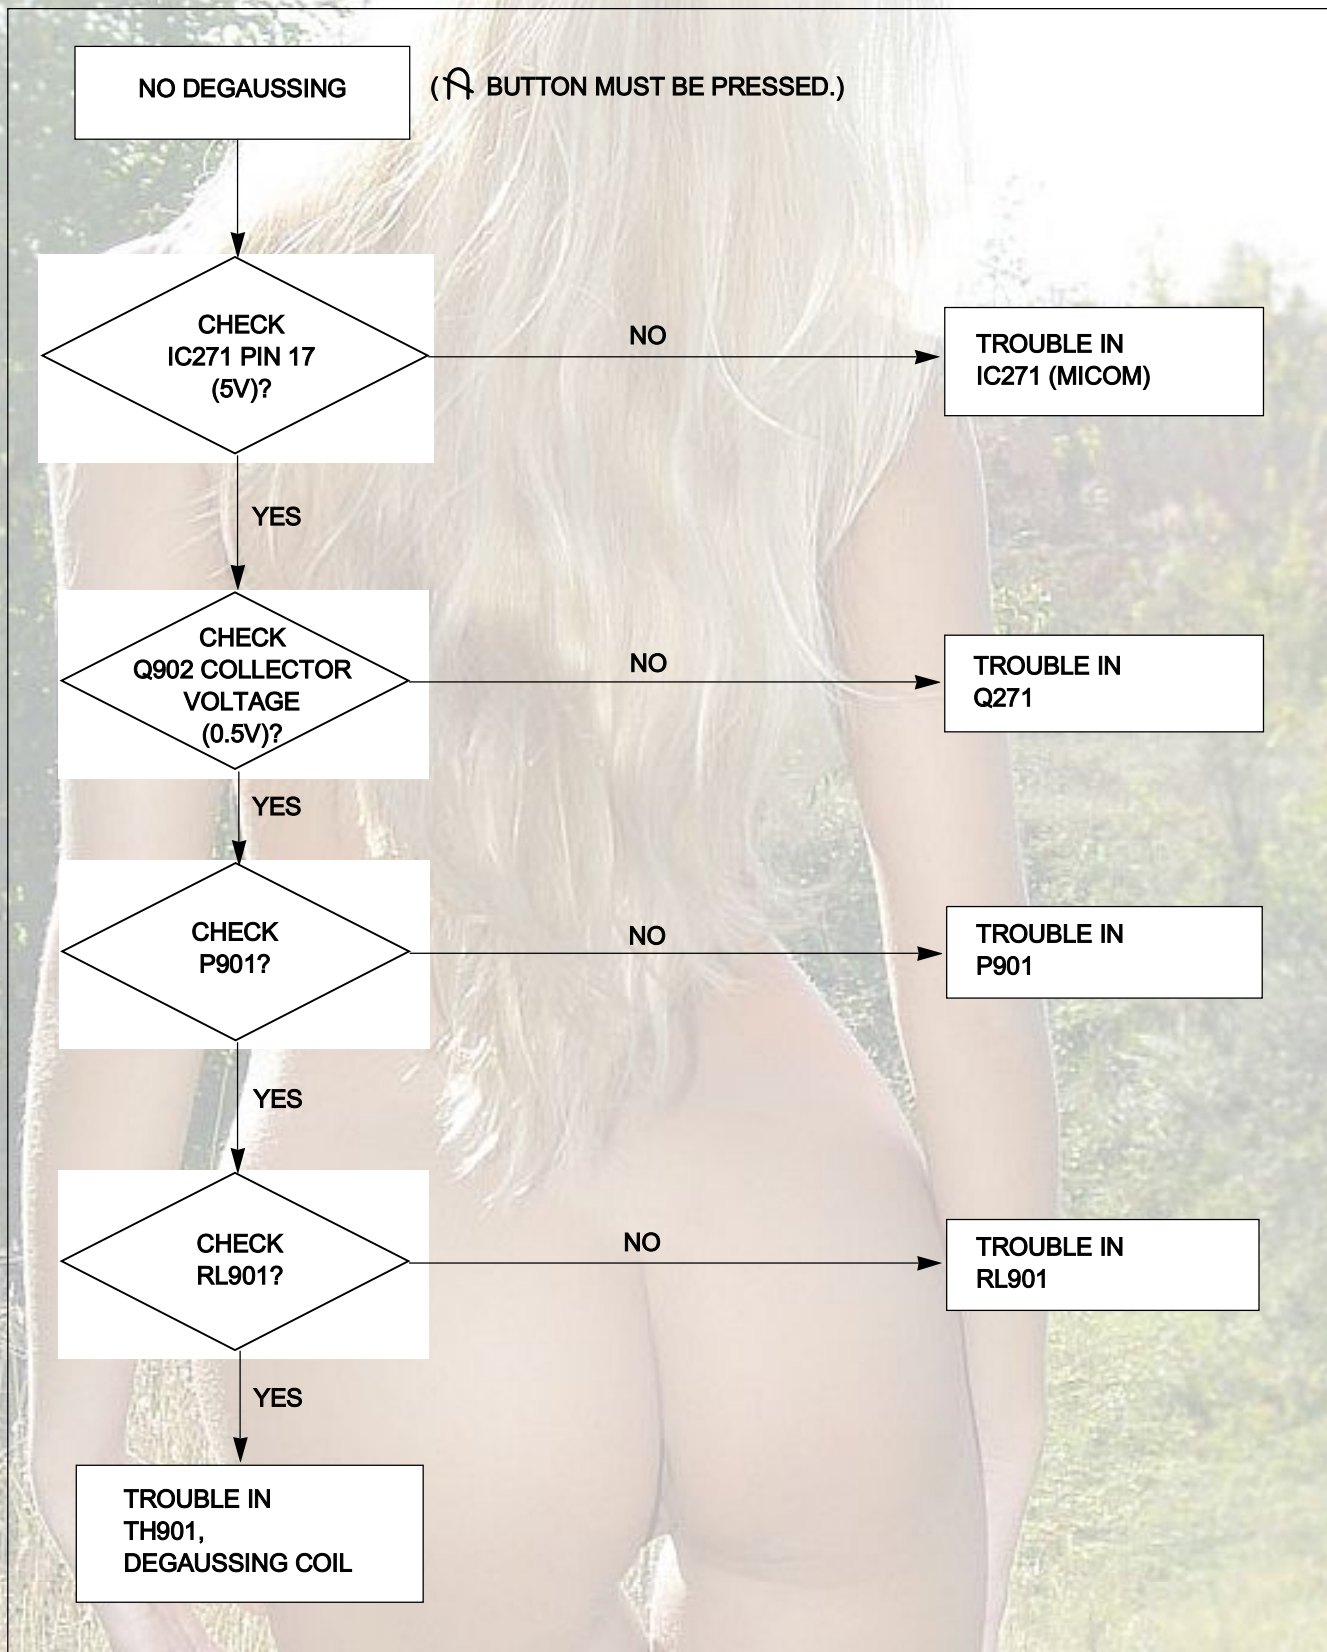 NO DEGAUSSING
( BUTTON MUST BE PRESSED.)
CHECK
IC271 PIN 17
(5V)?
NO
TROUBLE IN
IC271 (MICOM)
YES
CHECK
Q902 COLLECTOR
VOLTAGE
(0.5V)?
NO
TROUBLE IN
Q271
YES
CHECK
P901?
NO
TROUBLE IN
P901
YES
CHECK
RL901?
NO
TROUBLE IN
RL901
YES
TROUBLE IN
TH901,
DEGAUSSING COIL